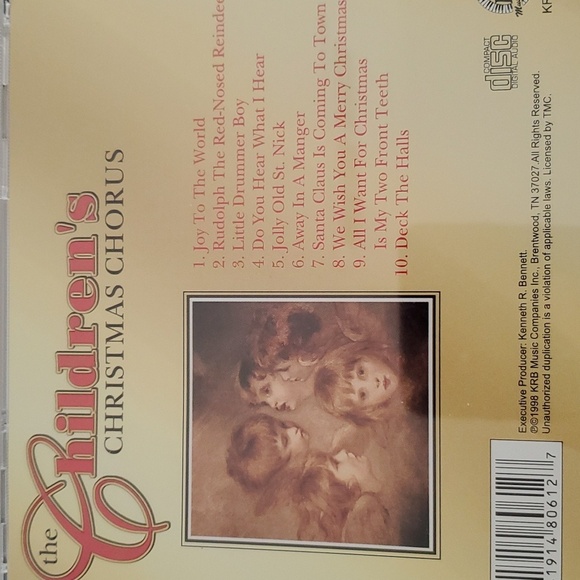 the
Children's
CHRISTMAS CHORUS
1. Joy To The World
2. Rudolph The Red-Nosed
3. Little Drummer Boy
4. Do You Hear What I Hear
5. Jolly Old St. Nick
6. Away In A Manger
7. Santa Claus Is Coming To Town
8. We Wish You A Merry Christmas
9. All I Want For Christmas
Is My Two Front Teeth
10. Deck The Halls
COMPACT
disc
DIGITAL AUDIO
Executive Producer: Kenneth R. Bennett.
℗©1998 KRB Music Companies Inc., Brentwood, TN 37027. All Rights Reserved.
Unauthorized duplication is a violation of applicable laws. Licensed by TMC.
1914 80612 7